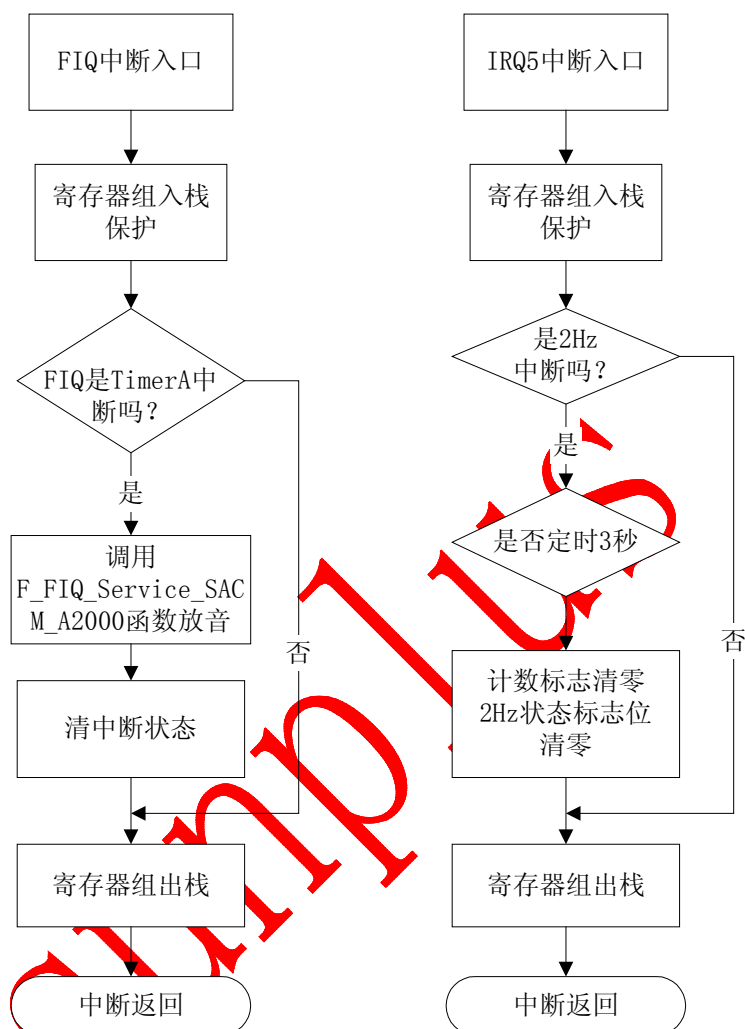 FIQ中断入口
寄存器组入栈
保护
FIQ是TimerA中
断吗？
是
调用
F_FIQ_Service_SAC
M_A2000函数放音
否
清中断状态
寄存器组出栈
中断返回
IRQ5中断入口
寄存器组入栈
保护
是2Hz
中断吗？
是
是否定时3秒
否
计数标志清零
2Hz状态标志位
清零
寄存器组出栈
中断返回
sunplus